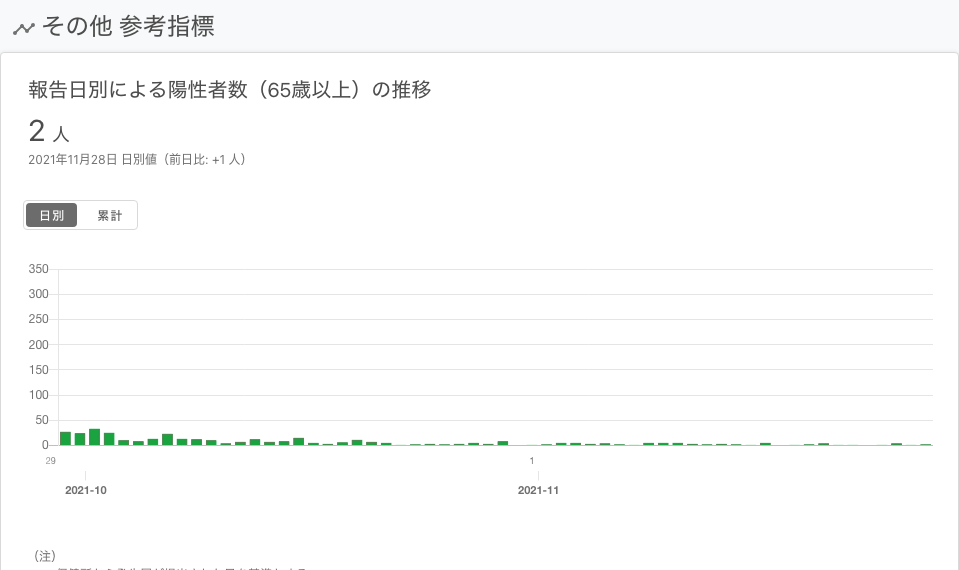 その他 参考指標
報告日別による陽性者数（65歳以上）の推移
2 人
2021年11月28日 日別値（前日比: +1 人）
日別 累計
350
300
250
200
150
100
50
0
29 1
2021-10 2021-11
（注）